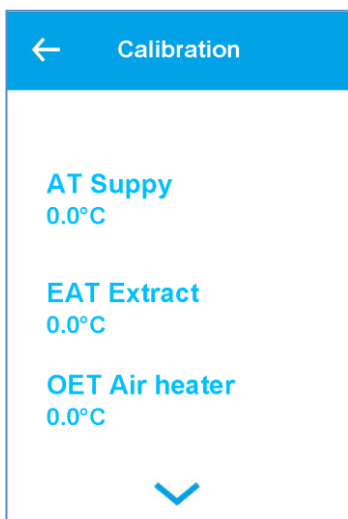 Calibration
AT Suppy
0.0°C
EAT Extract
0.0°C
OET Air heater
0.0°C